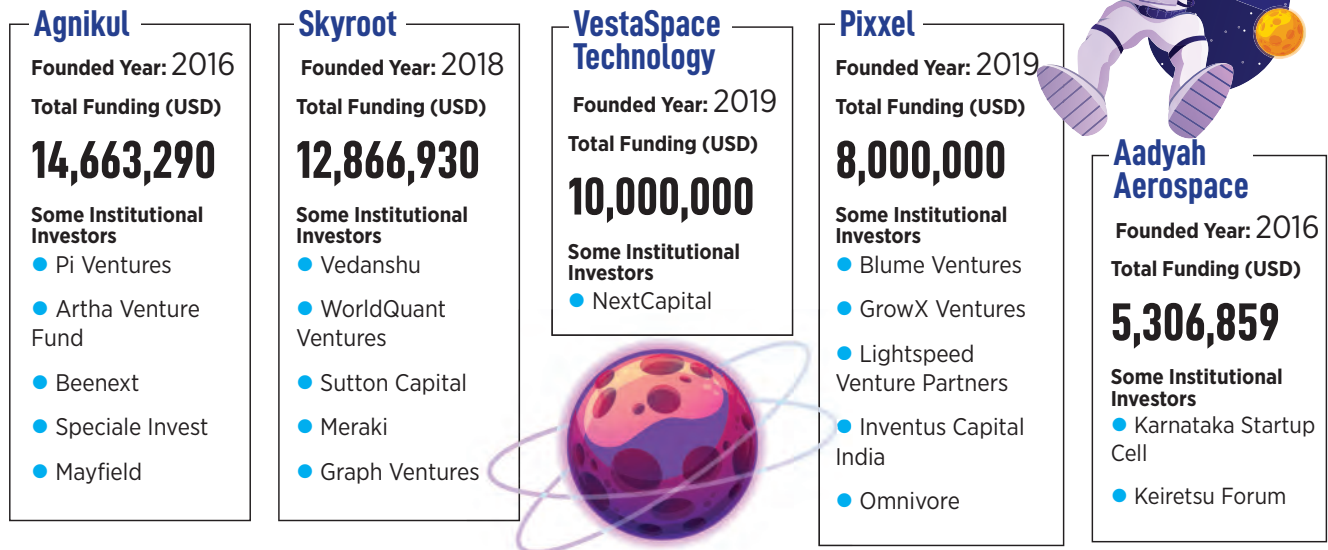 Agnikul
Founded Year: 2016
Total Funding (USD)
14,663,290
Some Institutional
Investors
● Pi Ventures
● Artha Venture
Fund
● Beenext
● Speciale Invest
● Mayfield
Skyroot
Founded Year: 2018
Total Funding (USD)
12,866,930
Some Institutional
Investors
● Vedanshu
● WorldQuant
Ventures
● Sutton Capital
● Meraki
● Graph Ventures
VestaSpace
Technology
Founded Year: 2019
Total Funding (USD)
10,000,000
Some Institutional
Investors
● NextCapital
Pixxel
Founded Year: 2019
Total Funding (USD)
8,000,000
Some Institutional
Investors
● Blume Ventures
● GrowX Ventures
● Lightspeed
Venture Partners
● Inventus Capital
India
● Omnivore
Aadyah
Aerospace
Founded Year: 2016
Total Funding (USD)
5,306,859
Some Institutional
Investors
● Karnataka Startup
Cell
● Keiretsu Forum